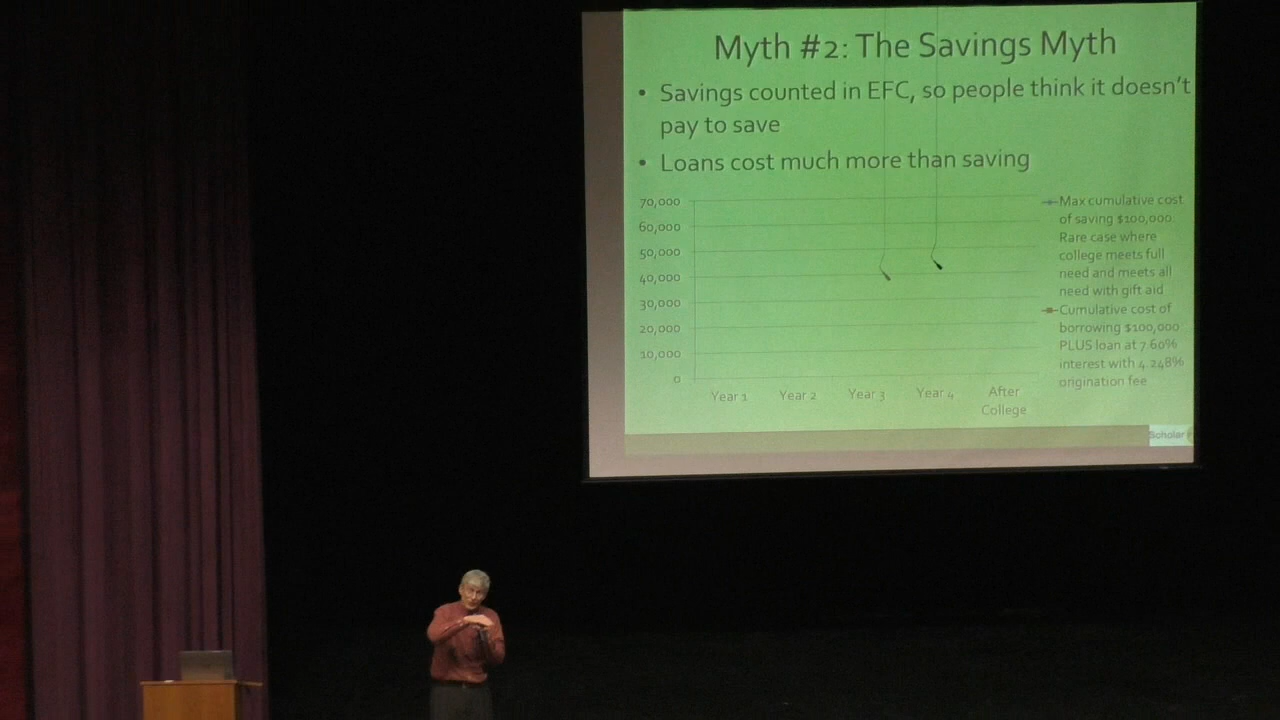 Myth #2: The Savings Myth
• Savings counted in EFC, so people think it doesn't
pay to save
• Loans cost much more than saving
70,000
60,000
50,000
40,000
30,000
20,000
10,000
0
Year 1
Year 2
Year 3
Year 4
After
College
Max cumulative cost
of saving $100,000.
Rare case where
college meets full
need and meets all
need with gift aid
Cumulative cost of
borrowing $100,000
PLUS loan at 7.60%
interest with 4.248%
origination fee
Scholar